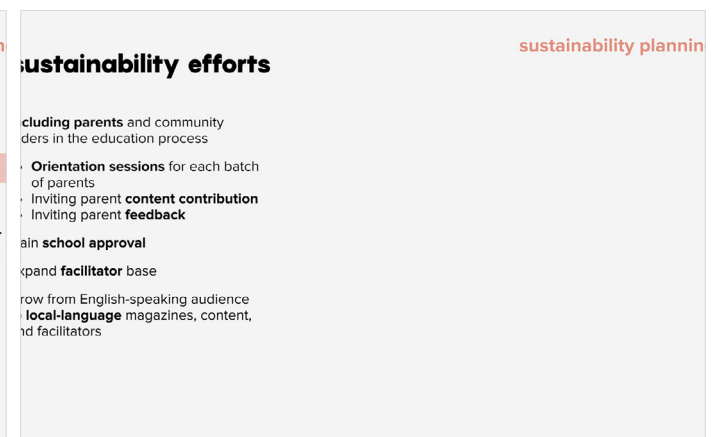 sustainability plannin
sustainability efforts
cluding parents and community
ders in the education process
Orientation sessions for each batch
of parents
Inviting parent content contribution
Inviting parent feedback
ain school approval
xpand facilitator base
row from English-speaking audience
local-language magazines, content,
nd facilitators